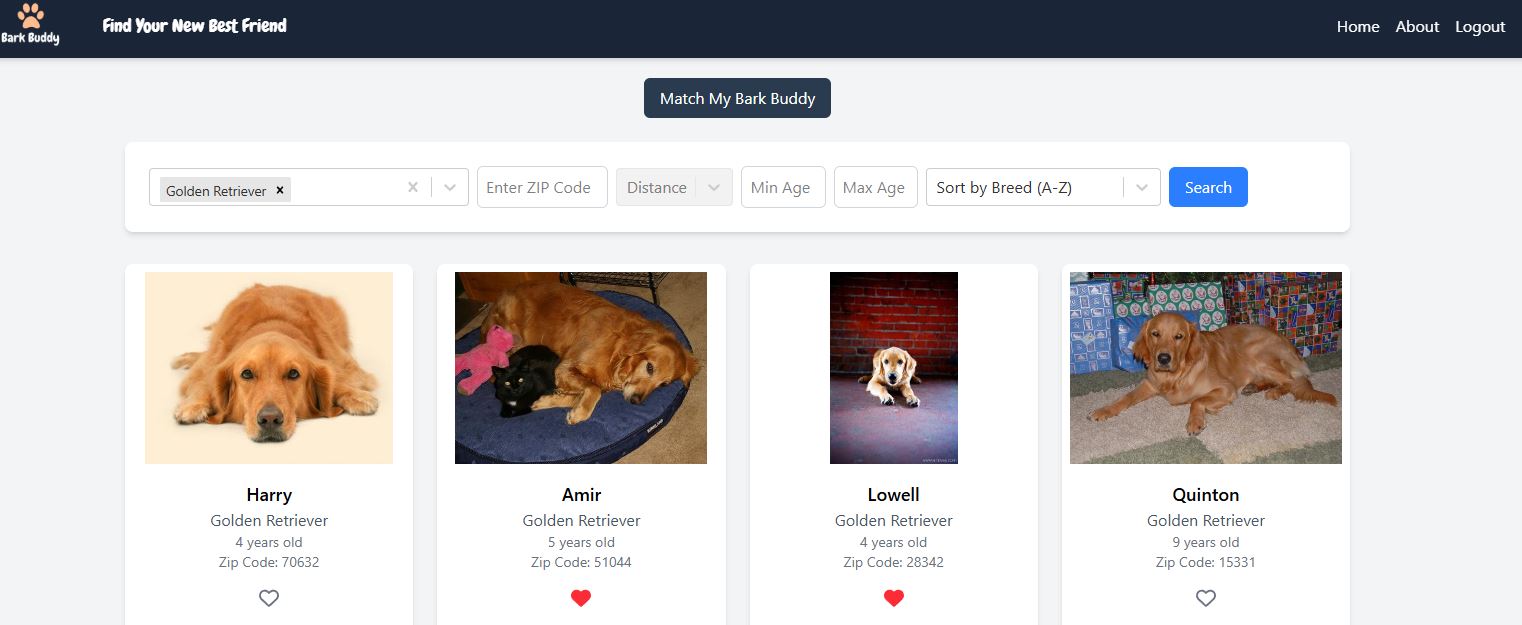 Bark Buddy
Find Your New Best Friend
Home About Logout
Match My Bark Buddy
Golden Retriever
Enter ZIP Code
Distance
Min Age
Max Age
Sort by Breed (A-Z)
Search
Harry
Golden Retriever
4 years old
Zip Code: 70632
Amir
Golden Retriever
5 years old
Zip Code: 51044
Lowell
Golden Retriever
4 years old
Zip Code: 28342
Quinton
Golden Retriever
9 years old
Zip Code: 15331